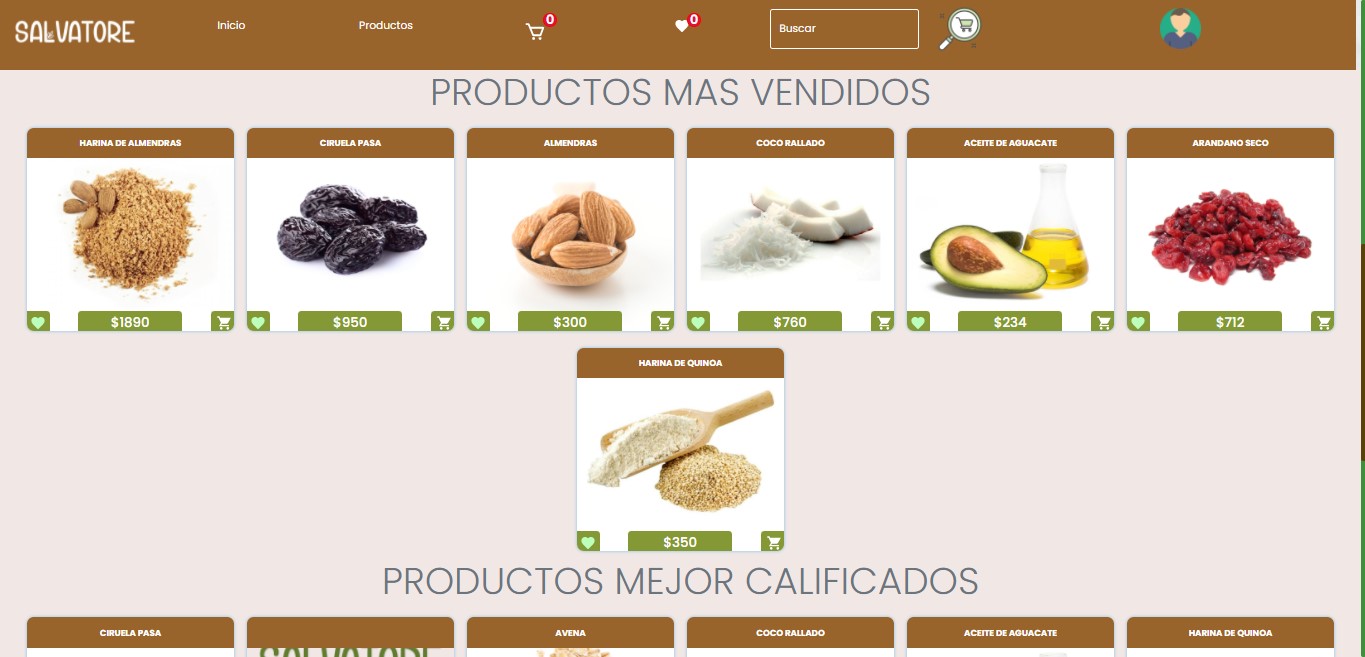 SALVATORE
Inicio
Productos
0
0
Buscar
PRODUCTOS MAS VENDIDOS
HARINA DE ALMENDRAS
CIRUELA PASA
ALMENDRAS
COCO RALLADO
ACEITE DE AGUACATE
ARANDANO SECO
$1890
$950
$300
$760
$234
$712
HARINA DE QUINOA
$350
PRODUCTOS MEJOR CALIFICADOS
CIRUELA PASA
AVENA
COCO RALLADO
ACEITE DE AGUACATE
HARINA DE QUINOA
SALVATORE